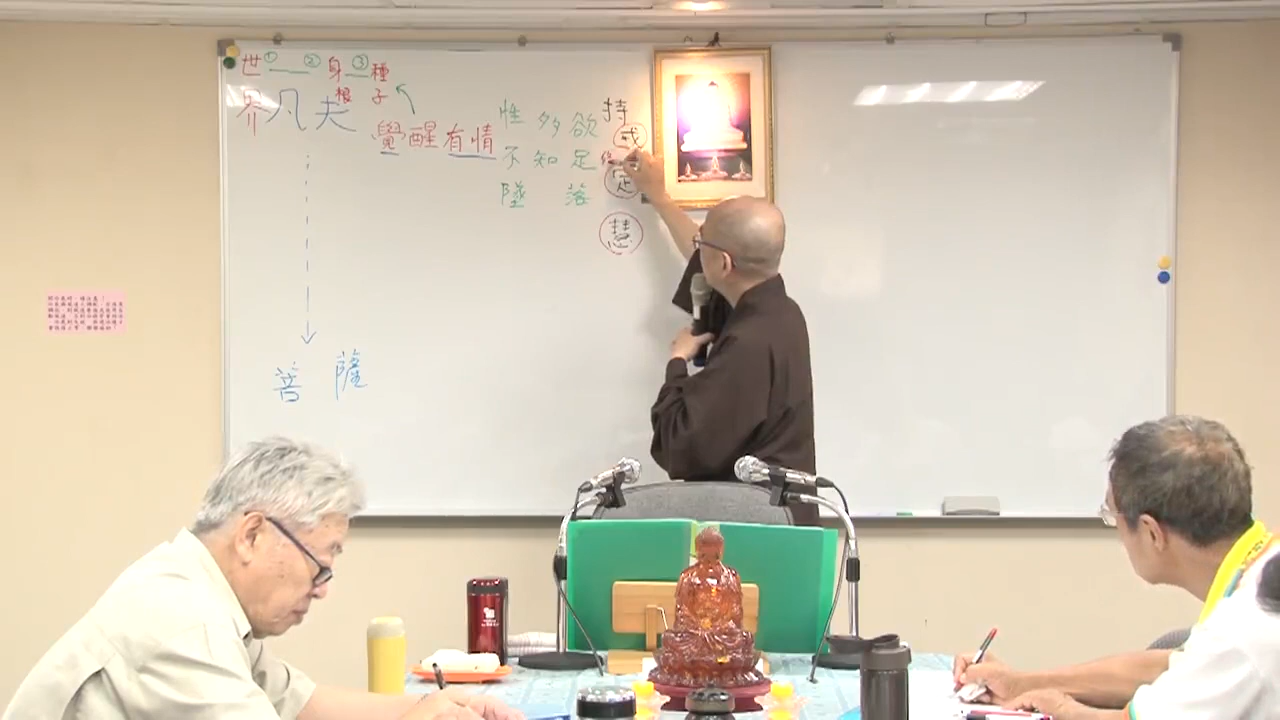 世 ① ② 身 ③ 種
界 凡夫 根 子
覺醒有情
性多欲
不知足
墜落
持戒
定
慧
菩薩